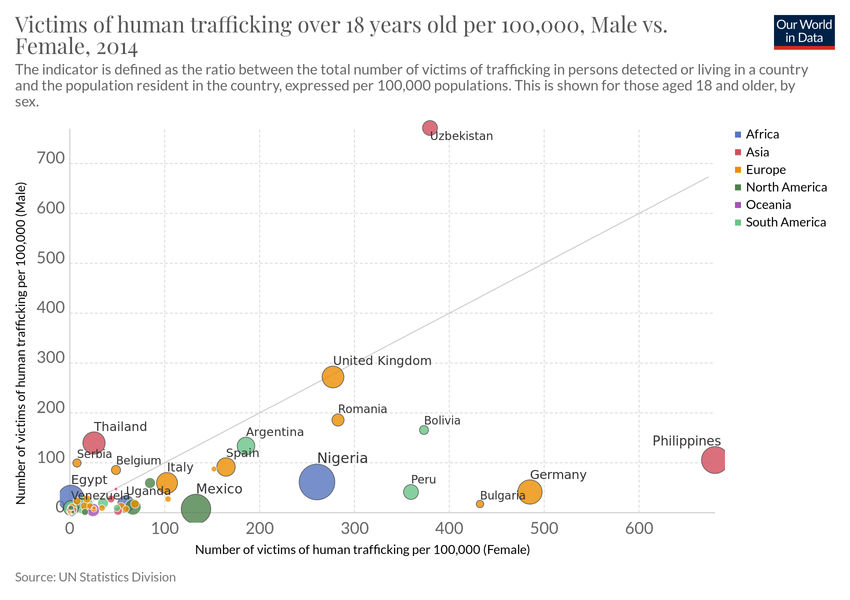 Victims of human trafficking over 18 years old per 100,000, Male vs.
Female, 2014
Our World
in Data
The indicator is defined as the ratio between the total number of victims of trafficking in persons detected or living in a country
and the population resident in the country, expressed per 100,000 populations. This is shown for those aged 18 and older, by
sex.
Number of victims of human trafficking per 100,000 (Male)
700
600
500
400
300
200
100
0
Uzbekistan
United Kingdom
Romania
Bolivia
Thailand
Argentina
Philippines
Serbia
Belgium
Spain
Italy
Nigeria
Germany
Egypt
Peru
Mexico
Uganda
Venezuela
Bulgaria
0
100
200
300
400
500
600
Number of victims of human trafficking per 100,000 (Female)
Africa
Asia
Europe
North America
Oceania
South America
Source: UN Statistics Division